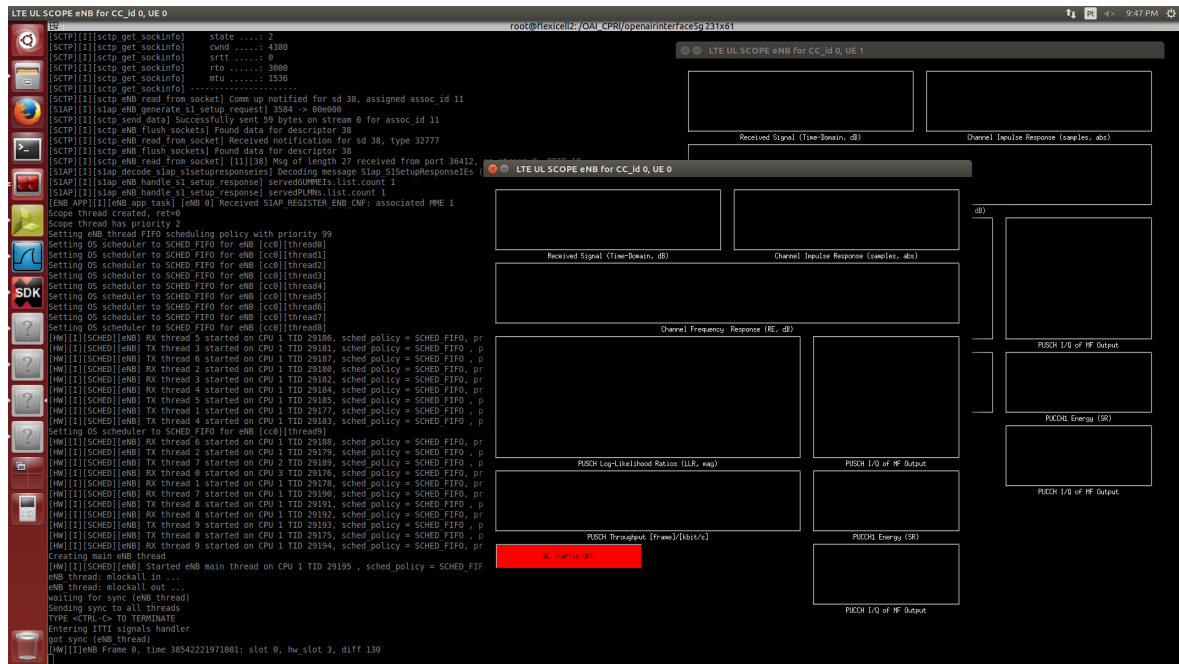 LTE UL SCOPE eNB for CC_id 0, UE 0
Pt
9:47 PM
root@flexicell2: /OAI_CPRI/openairinterface5g 231x61
[SCTP][I][sctp_get_sockinfo]     state ....: 2
[SCTP][I][sctp_get_sockinfo]     cwnd .....: 4380
[SCTP][I][sctp_get_sockinfo]     srtt .....: 0
[SCTP][I][sctp_get_sockinfo]     rto ......: 3000
[SCTP][I][sctp_get_sockinfo]     mtu ......: 1536
[SCTP][I][sctp_get_sockinfo] ----------------------
[SCTP][I][sctp_eNB_read_from_socket] Comm up notified for sd 38, assigned assoc_id 11
[S1AP][I][s1ap_eNB_generate_s1_setup_request] 3584 -> 00e000
[SCTP][I][sctp_send_data] Successfully sent 59 bytes on stream 0 for assoc_id 11
[SCTP][I][sctp_eNB_flush_sockets] Found data for descriptor 38
[SCTP][I][sctp_eNB_read_from_socket] Received notification for sd 38, type 32777
[SCTP][I][sctp_eNB_flush_sockets] Found data for descriptor 38
[SCTP][I][sctp_eNB_read_from_socket] [11][38] Msg of length 27 received from port 36412,
[S1AP][I][s1ap_decode_s1ap_s1setupresponseies] Decoding message S1ap_S1SetupResponseIEs (
[S1AP][I][s1ap_eNB_handle_s1_setup_response] servedGUMMEIs.list.count 1
[S1AP][I][s1ap_eNB_handle_s1_setup_response] servedPLMNs.list.count 1
[ENB_APP][I][eNB_app_task] [eNB 0] Received S1AP_REGISTER_ENB_CNF: associated MME 1
Scope thread created, ret=0
Scope thread has priority 2
Setting eNB_thread FIFO scheduling policy with priority 99
Setting OS scheduler to SCHED_FIFO for eNB [cc0][thread0]
Setting OS scheduler to SCHED_FIFO for eNB [cc0][thread1]
Setting OS scheduler to SCHED_FIFO for eNB [cc0][thread2]
Setting OS scheduler to SCHED_FIFO for eNB [cc0][thread3]
Setting OS scheduler to SCHED_FIFO for eNB [cc0][thread4]
Setting OS scheduler to SCHED_FIFO for eNB [cc0][thread5]
Setting OS scheduler to SCHED_FIFO for eNB [cc0][thread6]
Setting OS scheduler to SCHED_FIFO for eNB [cc0][thread7]
Setting OS scheduler to SCHED_FIFO for eNB [cc0][thread8]
[HW][I][SCHED][eNB] RX thread 5 started on CPU 1 TID 29186, sched_policy = SCHED_FIFO, pr
[HW][I][SCHED][eNB] TX thread 3 started on CPU 1 TID 29181, sched_policy = SCHED_FIFO , p
[HW][I][SCHED][eNB] TX thread 6 started on CPU 1 TID 29187, sched_policy = SCHED_FIFO , p
[HW][I][SCHED][eNB] RX thread 2 started on CPU 1 TID 29180, sched_policy = SCHED_FIFO, pr
[HW][I][SCHED][eNB] RX thread 3 started on CPU 1 TID 29182, sched_policy = SCHED_FIFO, pr
[HW][I][SCHED][eNB] RX thread 4 started on CPU 1 TID 29184, sched_policy = SCHED_FIFO, pr
[HW][I][SCHED][eNB] TX thread 5 started on CPU 1 TID 29185, sched_policy = SCHED_FIFO , p
[HW][I][SCHED][eNB] TX thread 1 started on CPU 1 TID 29177, sched_policy = SCHED_FIFO , p
[HW][I][SCHED][eNB] TX thread 4 started on CPU 1 TID 29183, sched_policy = SCHED_FIFO , p
Setting OS scheduler to SCHED_FIFO for eNB [cc0][thread9]
[HW][I][SCHED][eNB] RX thread 6 started on CPU 1 TID 29188, sched_policy = SCHED_FIFO, pr
[HW][I][SCHED][eNB] TX thread 2 started on CPU 1 TID 29179, sched_policy = SCHED_FIFO , p
[HW][I][SCHED][eNB] TX thread 7 started on CPU 2 TID 29189, sched_policy = SCHED_FIFO , p
[HW][I][SCHED][eNB] RX thread 0 started on CPU 3 TID 29176, sched_policy = SCHED_FIFO, pr
[HW][I][SCHED][eNB] RX thread 1 started on CPU 1 TID 29178, sched_policy = SCHED_FIFO, pr
[HW][I][SCHED][eNB] RX thread 7 started on CPU 1 TID 29190, sched_policy = SCHED_FIFO, pr
[HW][I][SCHED][eNB] TX thread 8 started on CPU 1 TID 29191, sched_policy = SCHED_FIFO , p
[HW][I][SCHED][eNB] RX thread 8 started on CPU 1 TID 29192, sched_policy = SCHED_FIFO, pr
[HW][I][SCHED][eNB] TX thread 9 started on CPU 1 TID 29193, sched_policy = SCHED_FIFO , p
[HW][I][SCHED][eNB] TX thread 0 started on CPU 1 TID 29175, sched_policy = SCHED_FIFO , p
[HW][I][SCHED][eNB] RX thread 9 started on CPU 1 TID 29194, sched_policy = SCHED_FIFO, pr
Creating main eNB_thread
[HW][I][SCHED][eNB] Started eNB main thread on CPU 1 TID 29195 , sched_policy = SCHED_FIF
eNB_thread: mlockall in ...
eNB_thread: mlockall out ...
waiting for sync (eNB_thread)
Sending sync to all threads
TYPE <CTRL-C> TO TERMINATE
Entering ITTI signals handler
got sync (eNB_thread)
[HW][I]eNB Frame 0, time 38542221971081: slot 0, hw_slot 3, diff 130
SDK
LTE UL SCOPE eNB for CC_id 0, UE 1
Received Signal (Time-Domain, dB)
Channel Impulse Response (samples, abs)
dB)
PUSCH I/Q of MF Output
PUCCH1 Energy (SR)
PUCCH I/Q of MF Output
LTE UL SCOPE eNB for CC_id 0, UE 0
Received Signal (Time-Domain, dB)
Channel Impulse Response (samples, abs)
Channel Frequency  Response (RE, dB)
PUSCH Log-Likelihood Ratios (LLR, mag)
PUSCH I/Q of MF Output
PUSCH Throughput [frame]/[kbit/s]
PUCCH1 Energy (SR)
DL Traffic OFF
PUCCH I/Q of MF Output